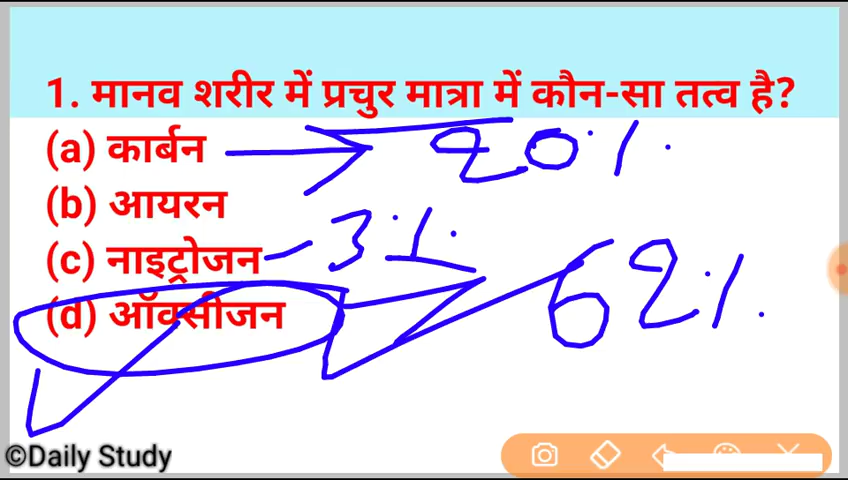 1. मानव शरीर में प्रचुर मात्रा में कौन-सा तत्व है?
(a) कार्बन 20%.
(b) आयरन
(c) नाइट्रोजन 3%.
(d) ऑक्सीजन 62%.
©Daily Study